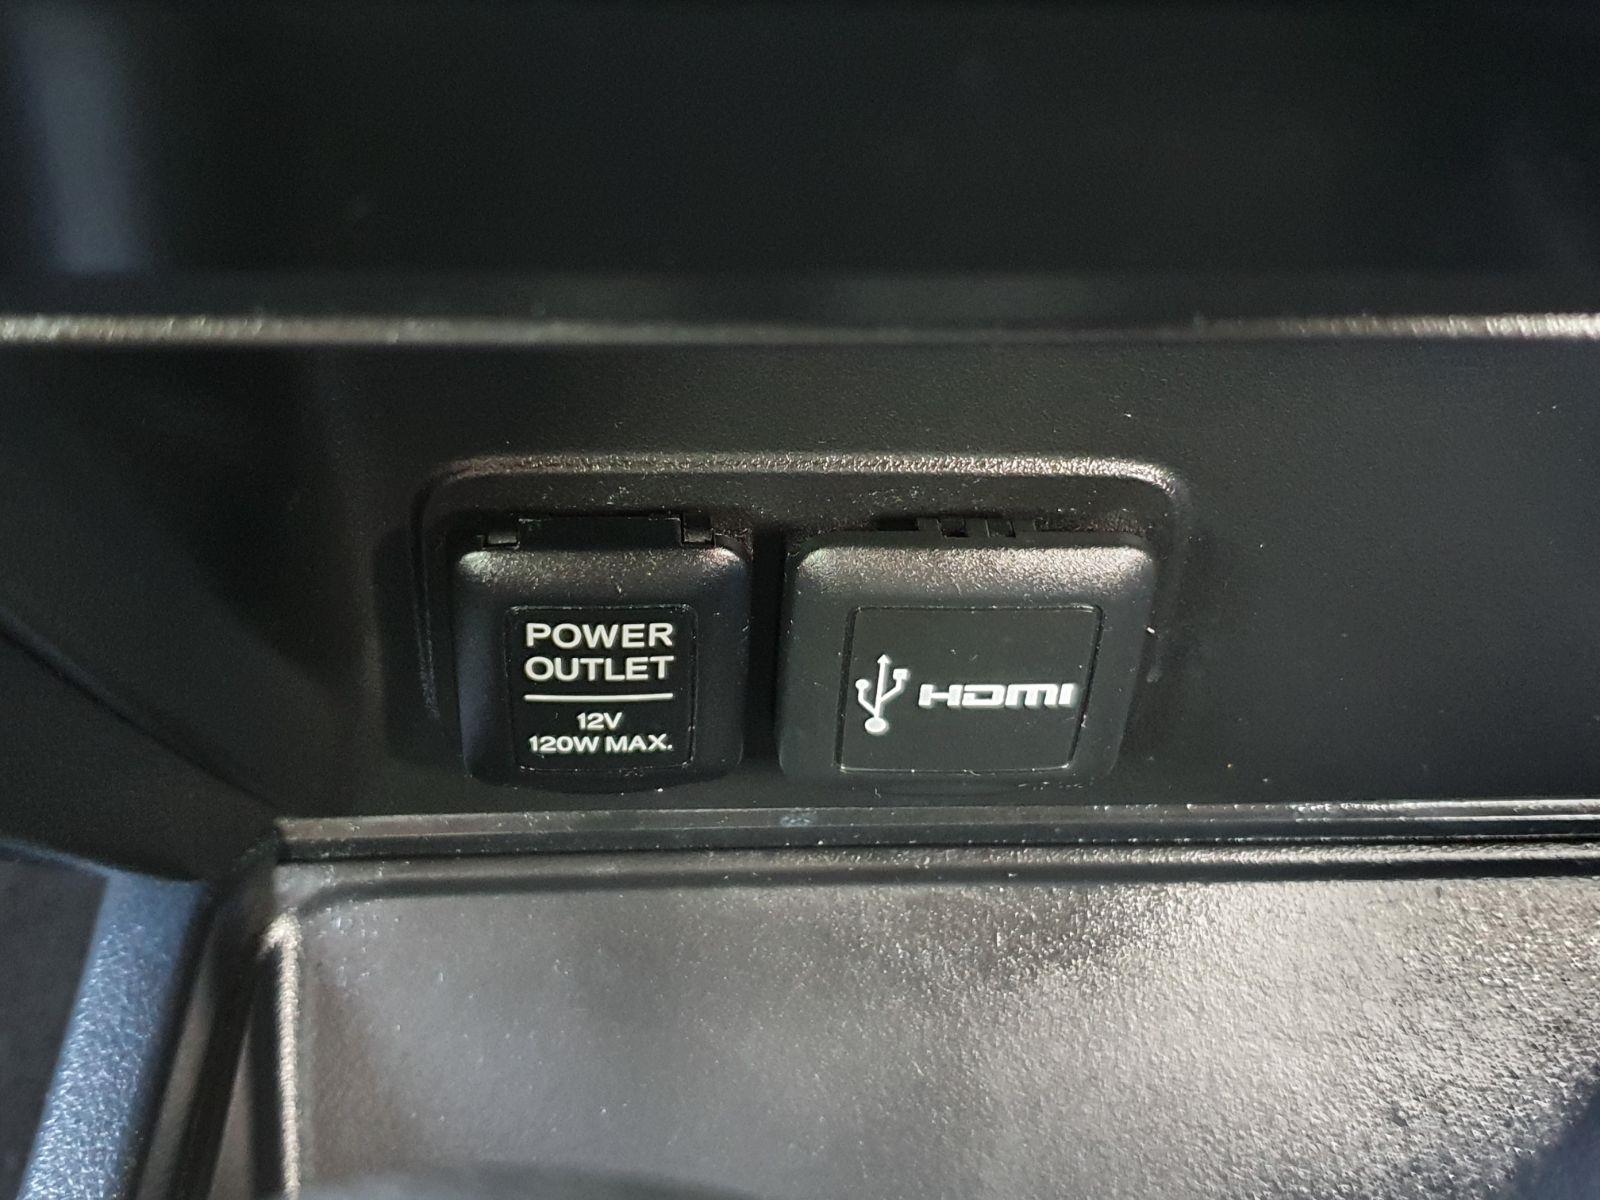 POWER
OUTLET
12V
120W MAX.
HDMI